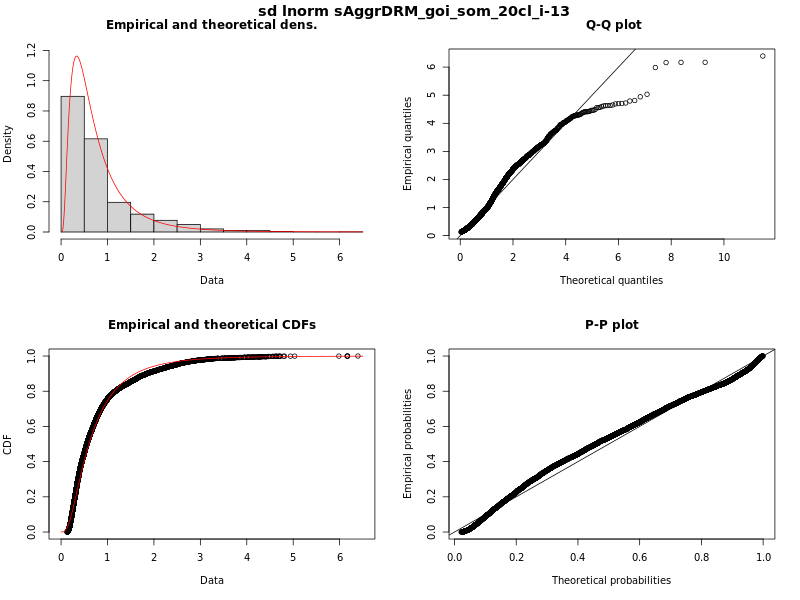 sd lnorm sAggrDRM_goi_som_20cl_i-13
Empirical and theoretical dens.
Density
0.0 0.2 0.4 0.6 0.8 1.0 1.2
0 1 2 3 4 5 6
Data
Q-Q plot
Empirical quantiles
0 1 2 3 4 5 6
0 2 4 6 8 10
Theoretical quantiles
Empirical and theoretical CDFs
CDF
0.0 0.2 0.4 0.6 0.8 1.0
0 1 2 3 4 5 6
Data
P-P plot
Empirical probabilities
0.0 0.2 0.4 0.6 0.8 1.0
0.0 0.2 0.4 0.6 0.8 1.0
Theoretical probabilities